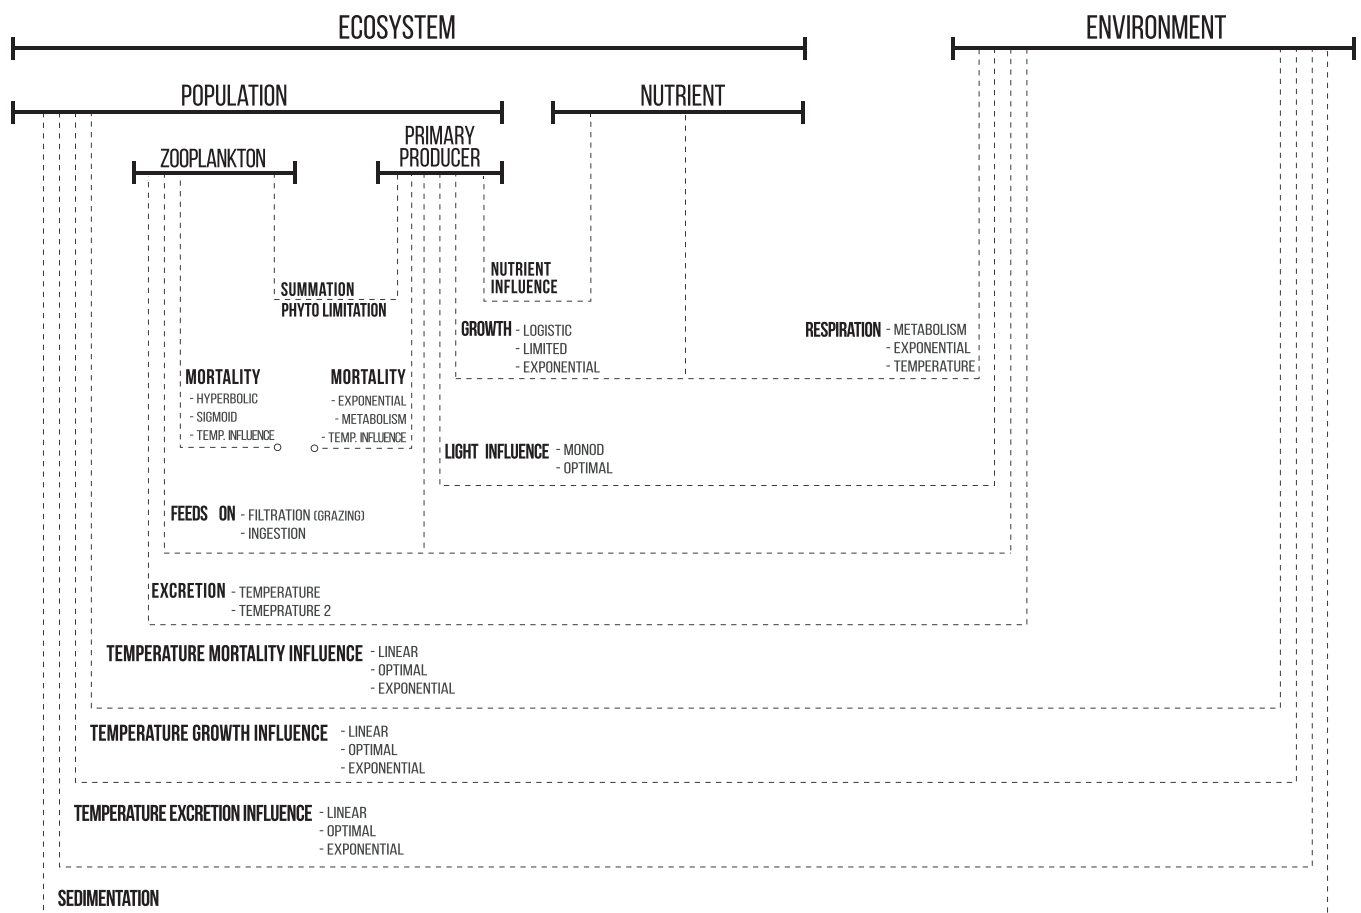 ECOSYSTEM
ENVIRONMENT
POPULATION
NUTRIENT
ZOOPLANKTON
PRIMARY
PRODUCER
NUTRIENT
INFLUENCE
SUMMATION
PHYTO LIMITATION
GROWTH - LOGISTIC
- LIMITED
- EXPONENTIAL
RESPIRATION - METABOLISM
- EXPONENTIAL
- TEMPERATURE
MORTALITY
- HYPERBOLIC
- SIGMOID
- TEMP. INFLUENCE
MORTALITY
- EXPONENTIAL
- METABOLISM
- TEMP. INFLUENCE
LIGHT INFLUENCE - MONOD
- OPTIMAL
FEEDS ON - FILTRATION (GRAZING)
- INGESTION
EXCRETION - TEMPERATURE
- TEMEPRATURE 2
TEMPERATURE MORTALITY INFLUENCE - LINEAR
- OPTIMAL
- EXPONENTIAL
TEMPERATURE GROWTH INFLUENCE - LINEAR
- OPTIMAL
- EXPONENTIAL
TEMPERATURE EXCRETION INFLUENCE - LINEAR
- OPTIMAL
- EXPONENTIAL
SEDIMENTATION